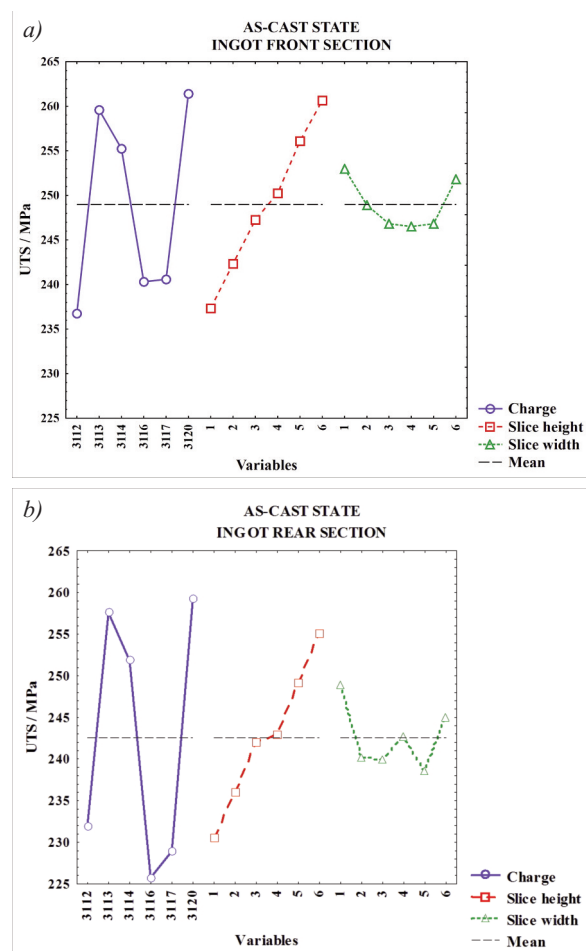 a)
AS-CAST STATE
INGOT FRONT SECTION
265
260
255
250
245
240
235
230
225
UTS / MPa
3112 3113 3114 3116 3117 3120 1 2 3 4 5 6 1 2 3 4 5 6
Variables
Charge
Slice height
Slice width
Mean
b)
AS-CAST STATE
INGOT REAR SECTION
265
260
255
250
245
240
235
230
225
UTS / MPa
3112 3113 3114 3116 3117 3120 1 2 3 4 5 6 1 2 3 4 5 6
Variables
Charge
Slice height
Slice width
Mean